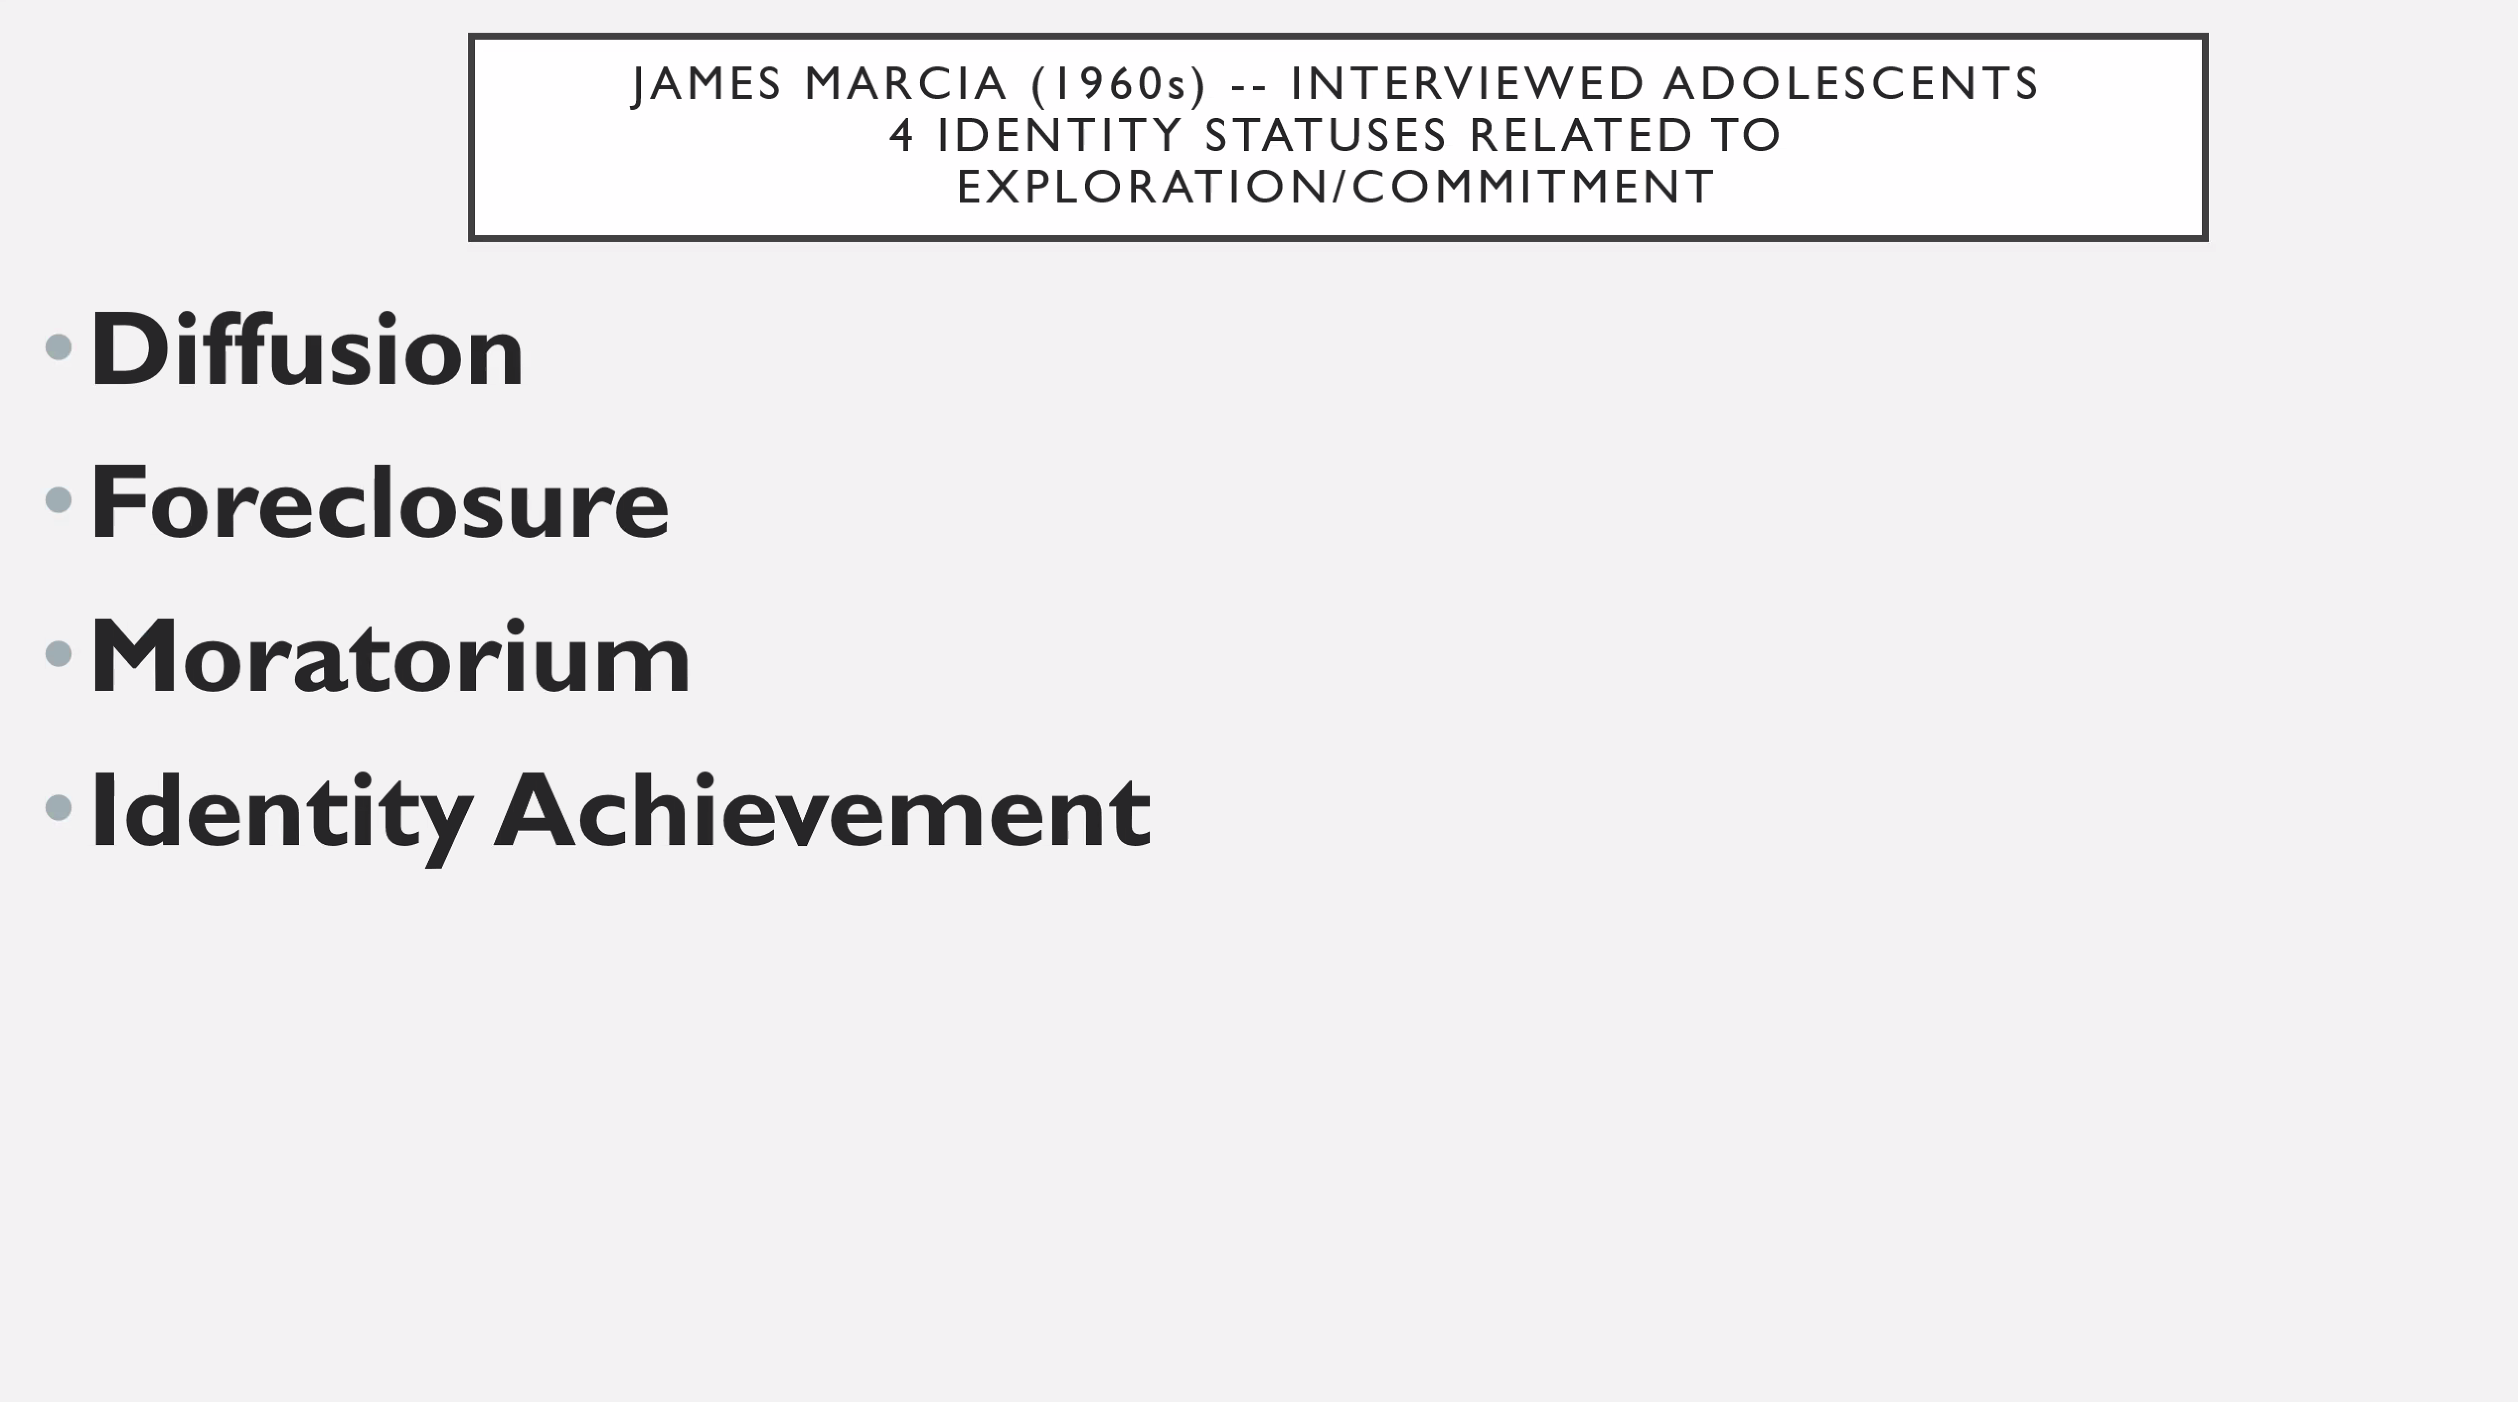 JAMES MARCIA (1960s) -- INTERVIEWED ADOLESCENTS
4 IDENTITY STATUSES RELATED TO
EXPLORATION/COMMITMENT
• Diffusion
• Foreclosure
• Moratorium
• Identity Achievement